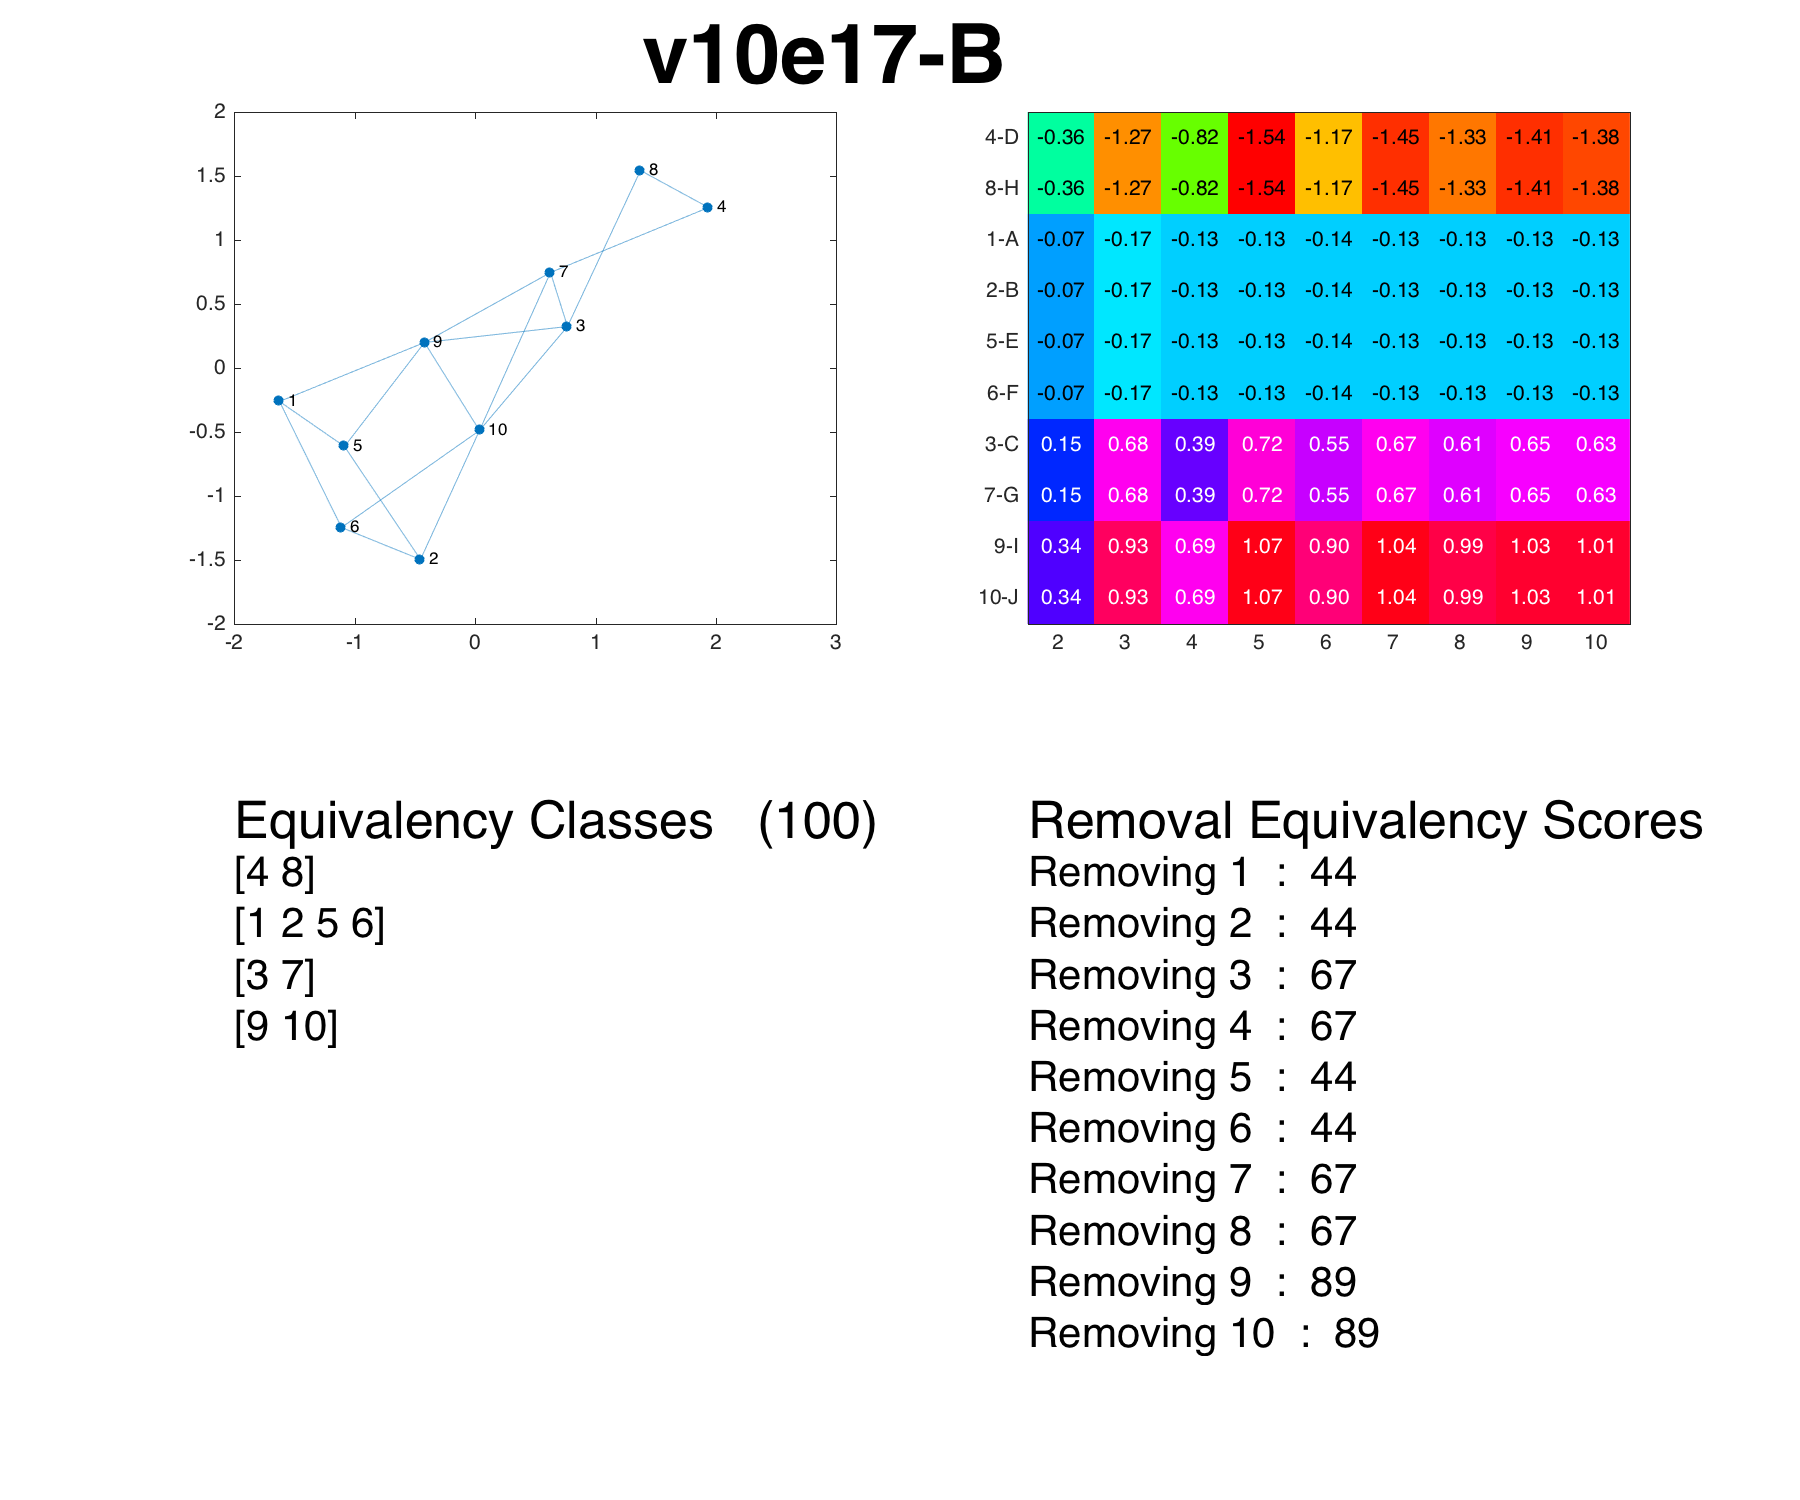 v10e17-B
2
1.5
1
0.5
0
-0.5
-1
-1.5
-2
-2 -1 0 1 2 3
8
4
7
3
9
1
10
5
6
2
4-D -0.36 -1.27 -0.82 -1.54 -1.17 -1.45 -1.33 -1.41 -1.38
8-H -0.36 -1.27 -0.82 -1.54 -1.17 -1.45 -1.33 -1.41 -1.38
1-A -0.07 -0.17 -0.13 -0.13 -0.14 -0.13 -0.13 -0.13 -0.13
2-B -0.07 -0.17 -0.13 -0.13 -0.14 -0.13 -0.13 -0.13 -0.13
5-E -0.07 -0.17 -0.13 -0.13 -0.14 -0.13 -0.13 -0.13 -0.13
6-F -0.07 -0.17 -0.13 -0.13 -0.14 -0.13 -0.13 -0.13 -0.13
3-C 0.15 0.68 0.39 0.72 0.55 0.67 0.61 0.65 0.63
7-G 0.15 0.68 0.39 0.72 0.55 0.67 0.61 0.65 0.63
9-I 0.34 0.93 0.69 1.07 0.90 1.04 0.99 1.03 1.01
10-J 0.34 0.93 0.69 1.07 0.90 1.04 0.99 1.03 1.01
2 3 4 5 6 7 8 9 10
Equivalency Classes (100)
[4 8]
[1 2 5 6]
[3 7]
[9 10]
Removal Equivalency Scores
Removing 1 : 44
Removing 2 : 44
Removing 3 : 67
Removing 4 : 67
Removing 5 : 44
Removing 6 : 44
Removing 7 : 67
Removing 8 : 67
Removing 9 : 89
Removing 10 : 89